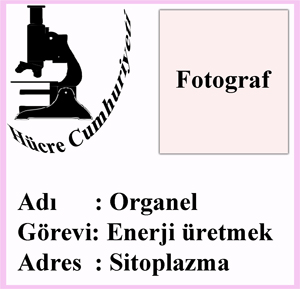 Hücre Cumhuriyeti
Fotograf
Adı : Organel
Görevi: Enerji üretmek
Adres : Sitoplazma